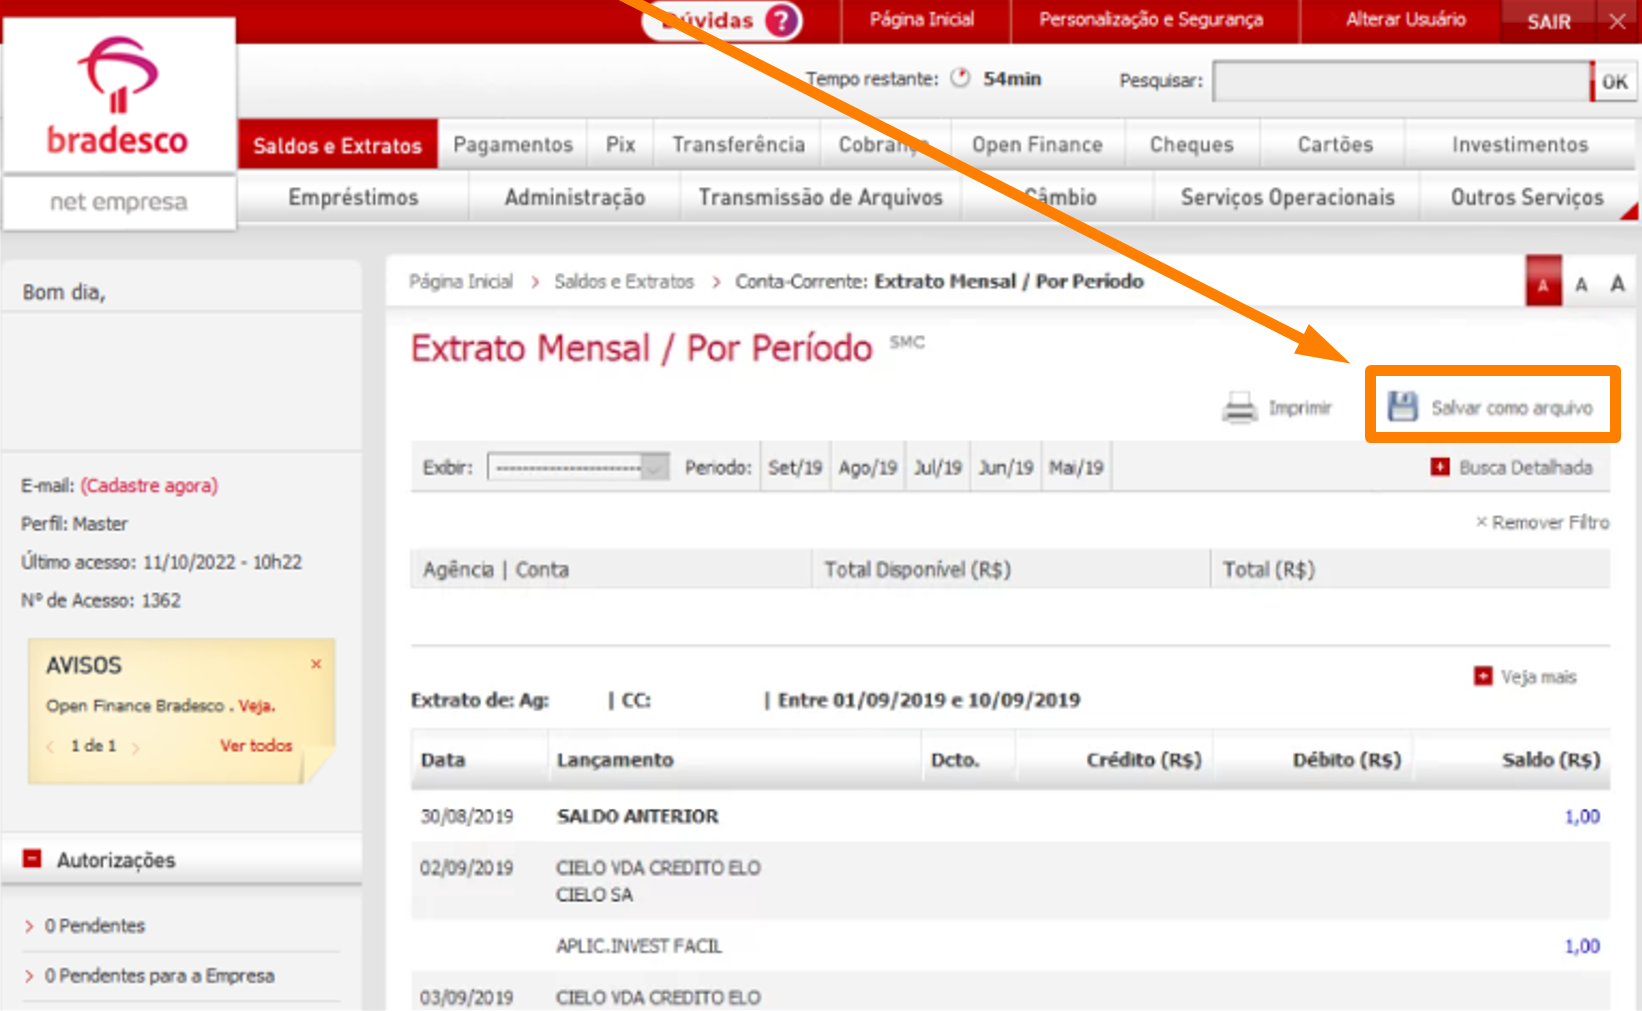 Dúvidas ?
Página Inicial
Personalização e Segurança
Alterar Usuário
SAIR
bradesco
net empresa
Tempo restante: 54min
Pesquisar:
OK
Saldos e Extratos
Pagamentos
Pix
Transferência
Cobrança
Open Finance
Cheques
Cartões
Investimentos
Empréstimos
Administração
Transmissão de Arquivos
Câmbio
Serviços Operacionais
Outros Serviços
Bom dia,
E-mail: (Cadastre agora)
Perfil: Master
Último acesso: 11/10/2022 - 10h22
Nº de Acesso: 1362
AVISOS
Open Finance Bradesco . Veja.
1 de 1
Ver todos
Autorizações
0 Pendentes
0 Pendentes para a Empresa
Página Inicial > Saldos e Extratos > Conta-Corrente: Extrato Mensal / Por Período
A A A
Extrato Mensal / Por Período SMC
Imprimir
Salvar como arquivo
Exibir: ----------------------
Periodo: Set/19 Ago/19 Jul/19 Jun/19 Mai/19
Busca Detalhada
× Remover Filtro
Agência | Conta
Total Disponível (R$)
Total (R$)
Veja mais
Extrato de: Ag: | CC: | Entre 01/09/2019 e 10/09/2019
Data Lançamento Dcto. Crédito (R$) Débito (R$) Saldo (R$)
30/08/2019 SALDO ANTERIOR 1,00
02/09/2019 CIELO VDA CREDITO ELO
CIELO SA
APLIC.INVEST FACIL 1,00
03/09/2019 CIELO VDA CREDITO ELO